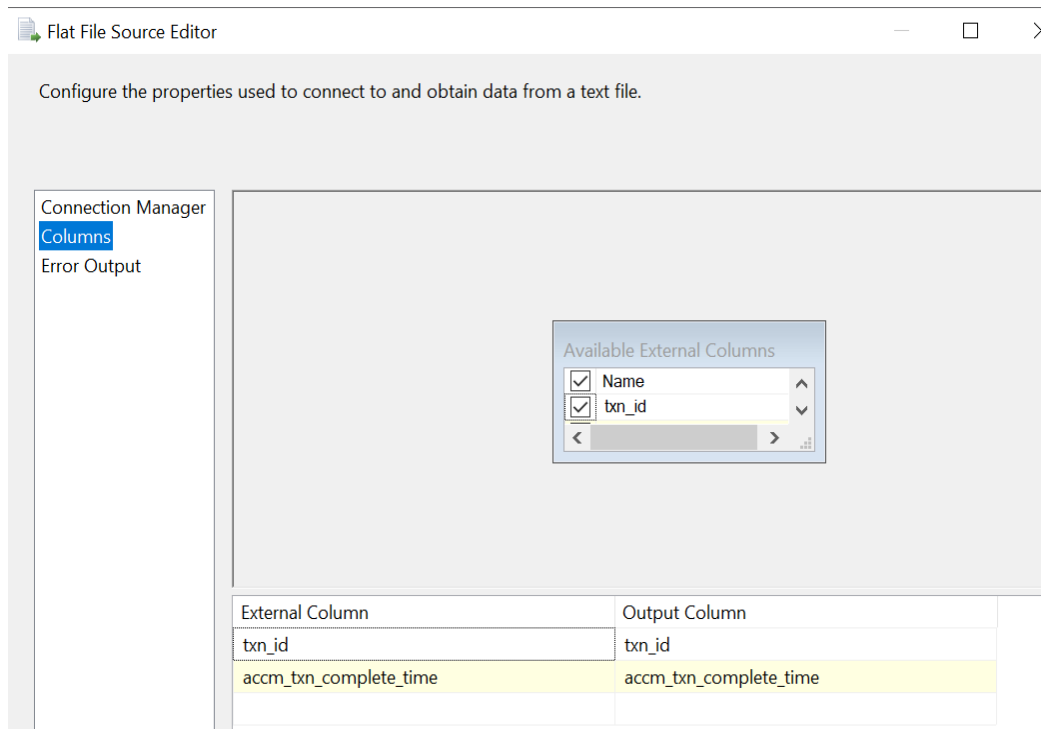 Flat File Source Editor
Configure the properties used to connect to and obtain data from a text file.
Connection Manager
Columns
Error Output
Available External Columns
Name
txn_id
External Column Output Column
txn_id txn_id
accm_txn_complete_time accm_txn_complete_time